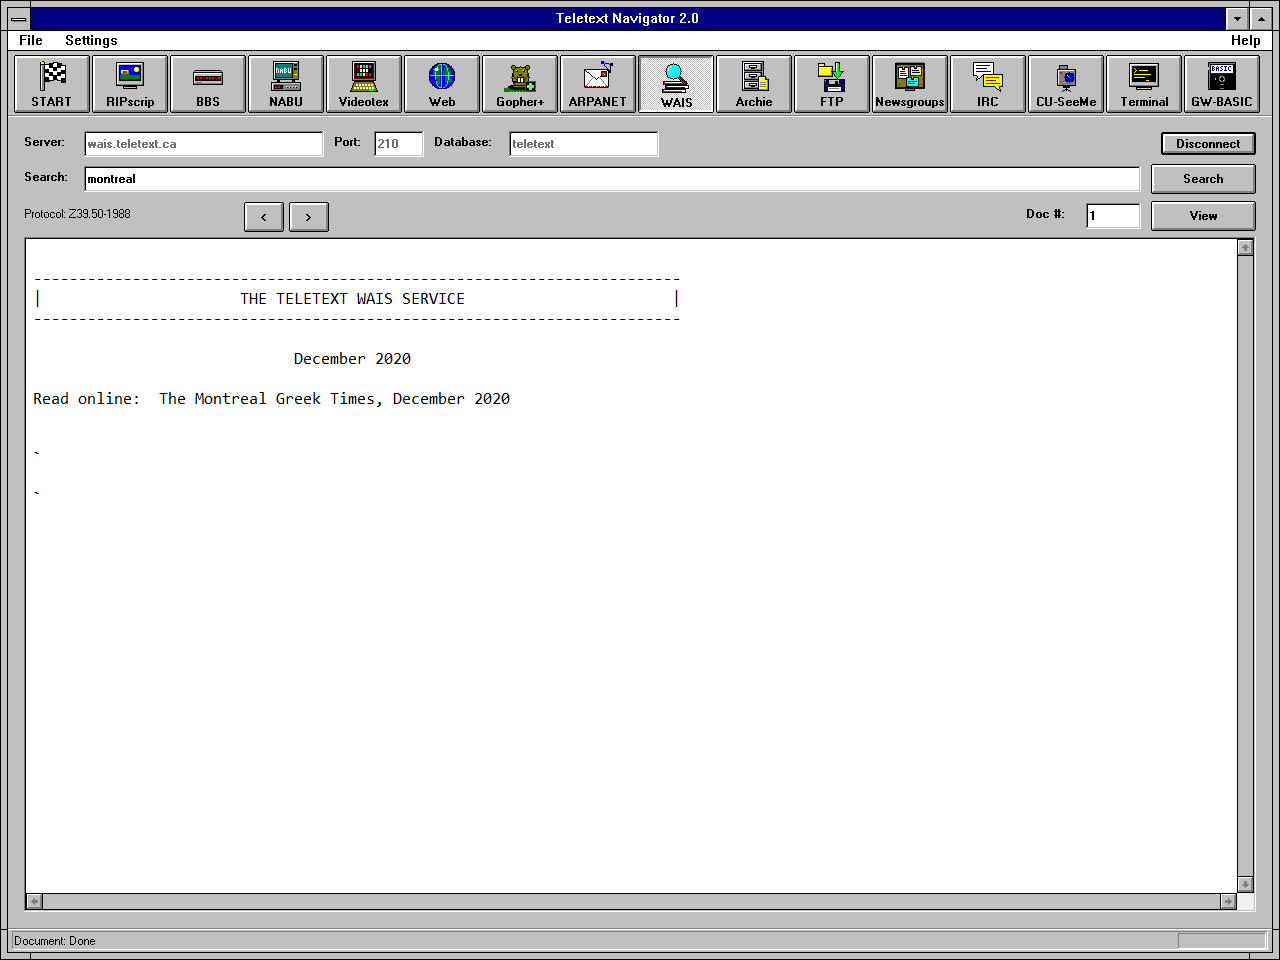 Teletext Navigator 2.0
File Settings Help
START RIPscrip BBS NABU Videotex Web Gopher+ ARPANET WAIS Archie FTP Newsgroups IRC CU-SeeMe Terminal GW-BASIC
NABU
BASIC
Server: wais.teletext.ca Port: 210 Database: teletext Disconnect
Search: montreal Search
Protocol: Z39.50-1988 < > Doc #: 1 View
------------------------------------------------------------------------
| THE TELETEXT WAIS SERVICE |
------------------------------------------------------------------------
December 2020
Read online: The Montreal Greek Times, December 2020
`
`
Document: Done